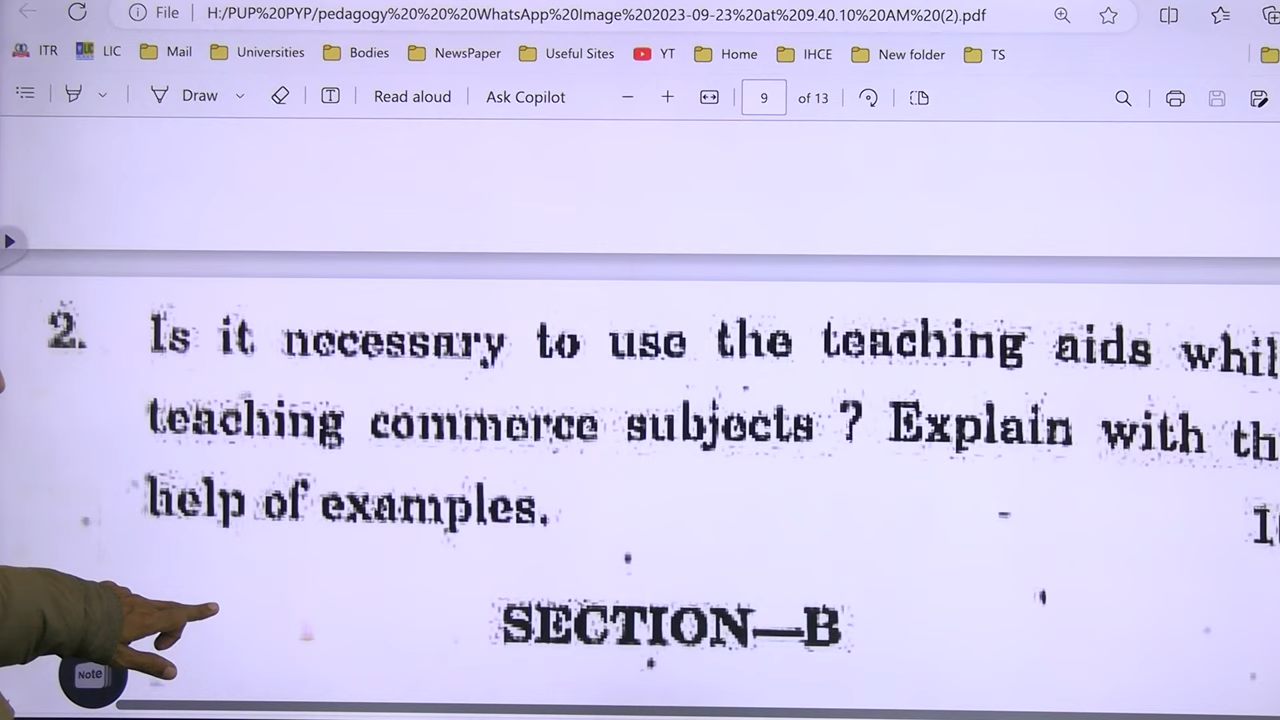 File
H:/PUP%20PYP/pedagogy%20%20%20WhatsApp%20Image%202023-09-23%20at%209.40.10%20AM%20(2).pdf
ITR LIC Mail Universities Bodies NewsPaper Useful Sites YT Home IHCE New folder TS
Draw Read aloud Ask Copilot 9 of 13
2. Is it necessary to use the teaching aids whil
teaching commerce subjects ? Explain with th
help of examples.
SECTION—B
Note